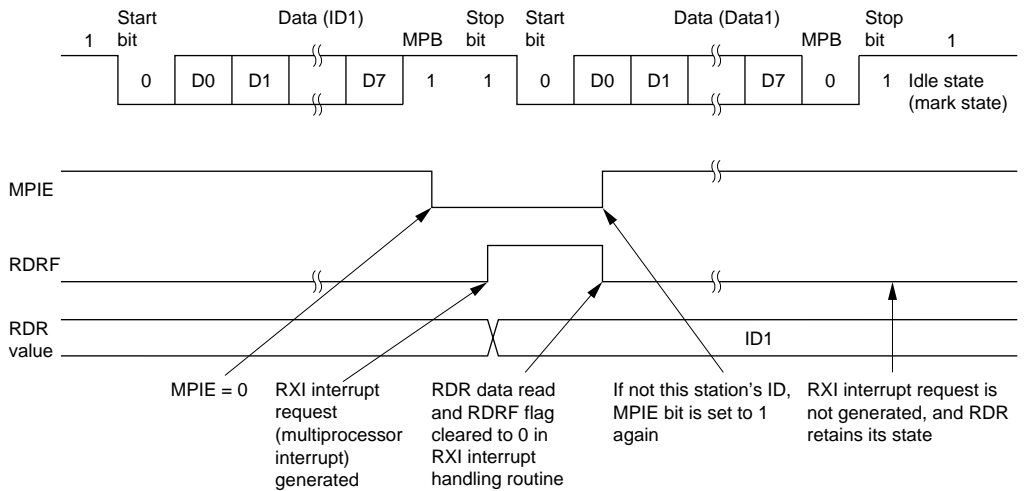 Start bit
Data (ID1)
Stop bit
Start bit
Data (Data1)
Stop bit
1
MPB
MPB
1
0
D0
D1
D7
1
1
0
D0
D1
D7
0
1
Idle state
(mark state)
MPIE
RDRF
RDR
value
ID1
MPIE = 0
RXI interrupt
request
(multiprocessor
interrupt)
generated
RDR data read
and RDRF flag
cleared to 0 in
RXI interrupt
handling routine
If not this station's ID,
MPIE bit is set to 1
again
RXI interrupt request is
not generated, and RDR
retains its state